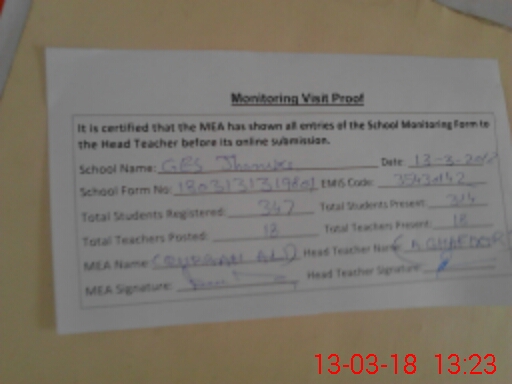 Monitoring Visit Proof
It is certified that the MEA has shown all entries of the School Monitoring Form to
the Head Teacher before its online submission.
School Name: GES Date: 13-3-20
School Form No: EMIS Code:
Total Students Registered: 347 Total Students Present: 314
Total Teachers Posted: 18 Total Teachers Present: 18
MEA Name: Head Teacher Name:
MEA Signature: Head Teacher Signature:
13-03-18 13:23